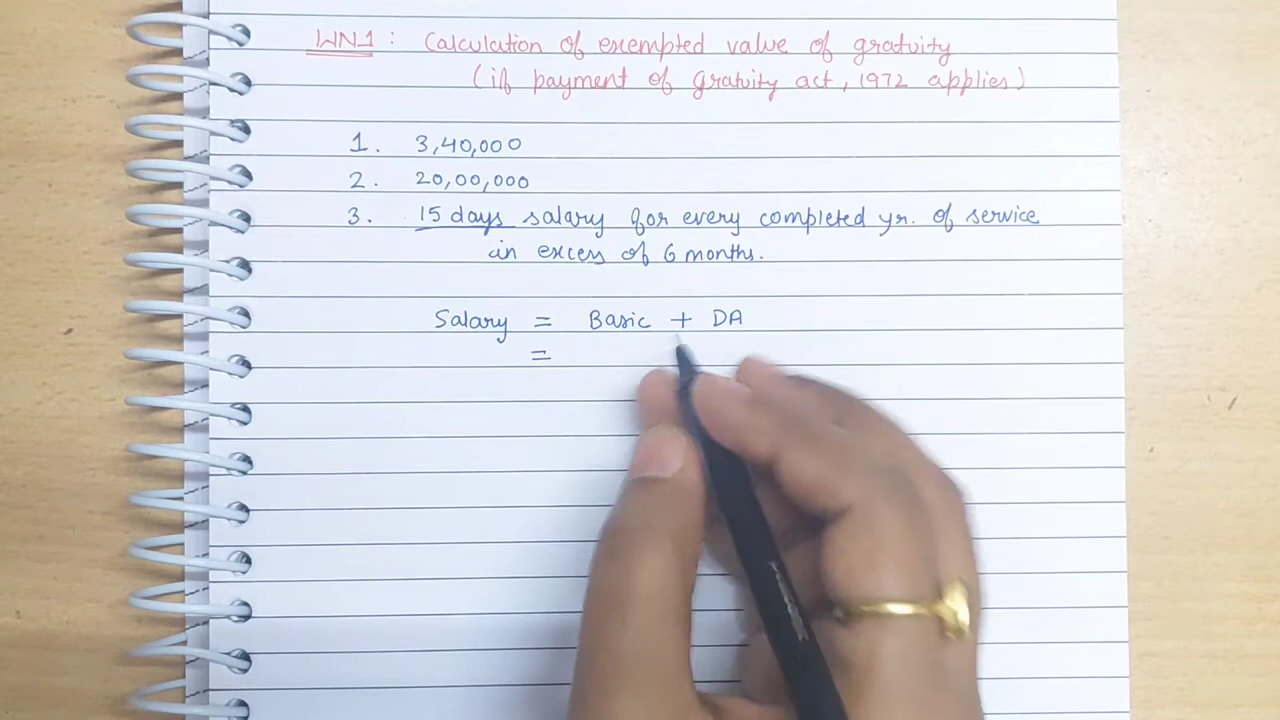 WN1 : Calculation of exempted value of gratuity
(if payment of gratuity act, 1972 applies)
1. 3,40,000
2. 20,00,000
3. 15 days salary for every completed yr. of service
in excess of 6 months.
Salary = Basic + DA
=